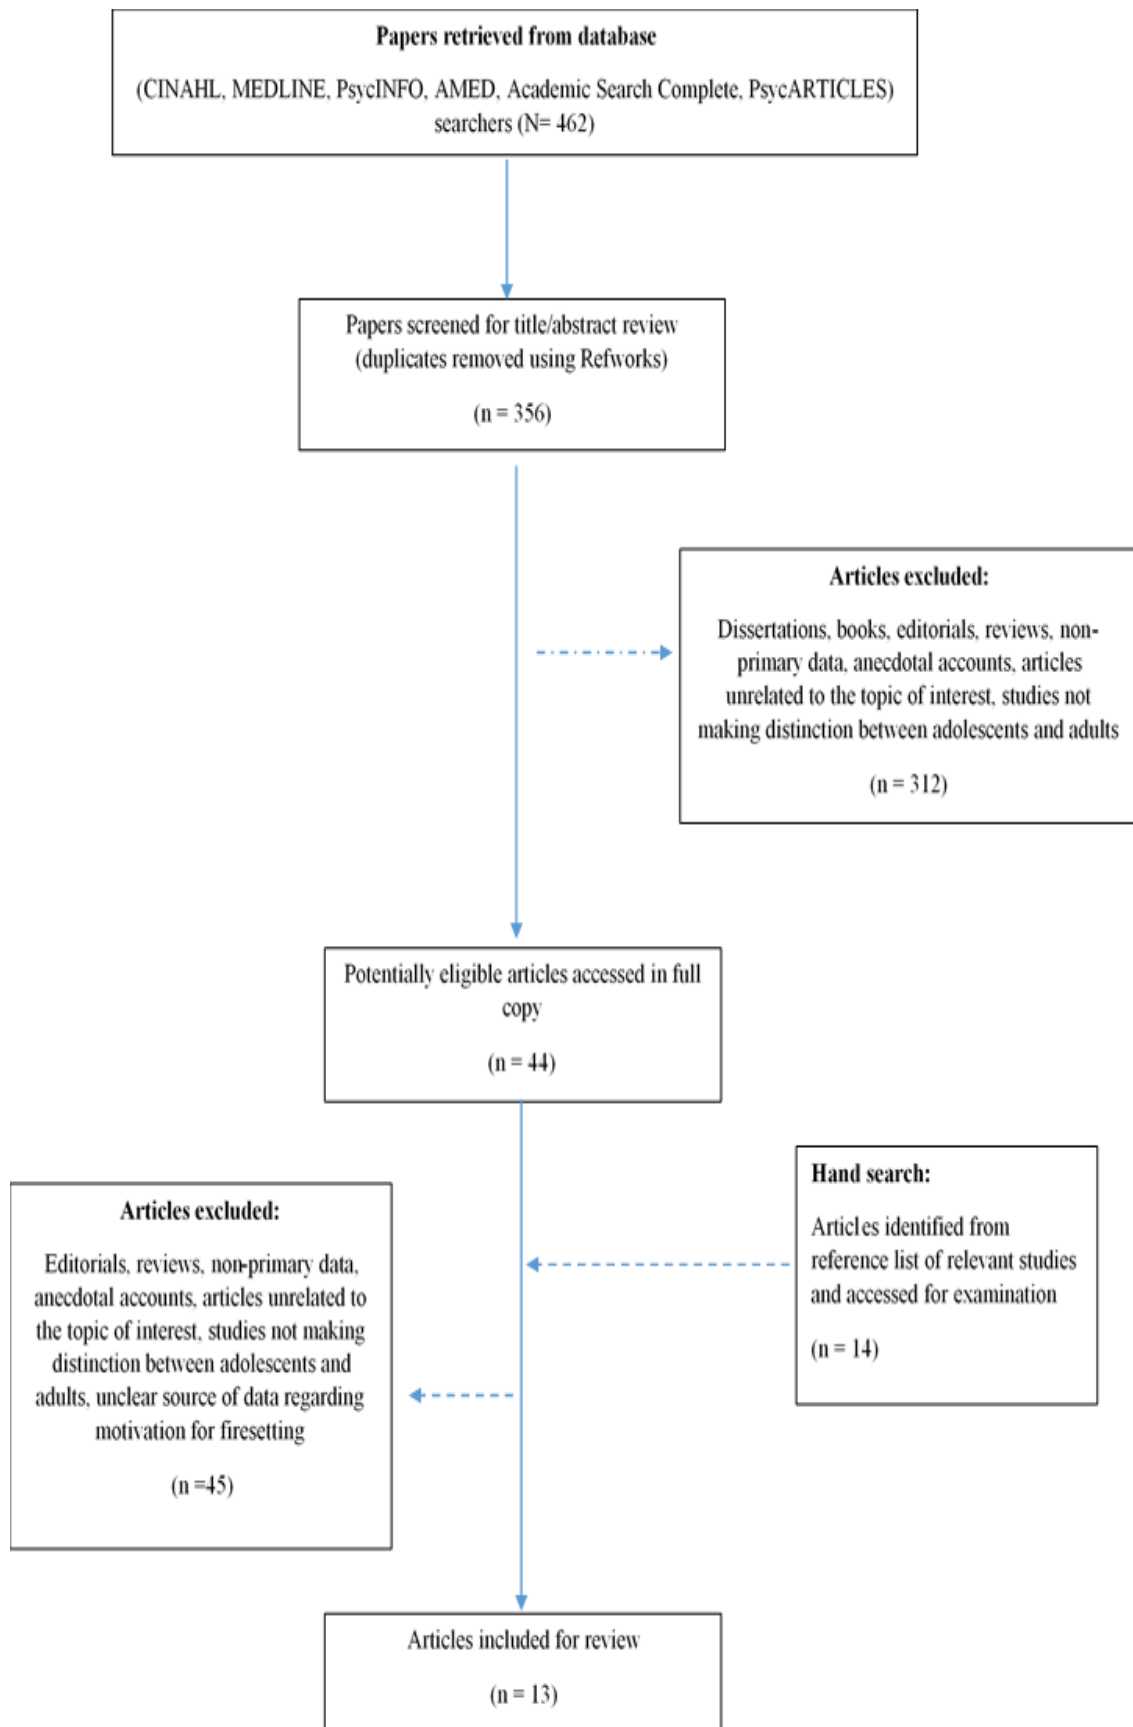 Papers retrieved from database
(CINAHL, MEDLINE, PsycINFO, AMED, Academic Search Complete, PsycARTICLES)
searchers (N= 462)
Papers screened for title/abstract review
(duplicates removed using Refworks)
(n = 356)
Articles excluded:
Dissertations, books, editorials, reviews, non-
primary data, anecdotal accounts, articles
unrelated to the topic of interest, studies not
making distinction between adolescents and adults
(n = 312)
Potentially eligible articles accessed in full
copy
(n = 44)
Hand search:
Articles identified from
reference list of relevant studies
and accessed for examination
(n = 14)
Articles excluded:
Editorials, reviews, non-primary data,
anecdotal accounts, articles unrelated to
the topic of interest, studies not making
distinction between adolescents and
adults, unclear source of data regarding
motivation for firesetting
(n =45)
Articles included for review
(n = 13)